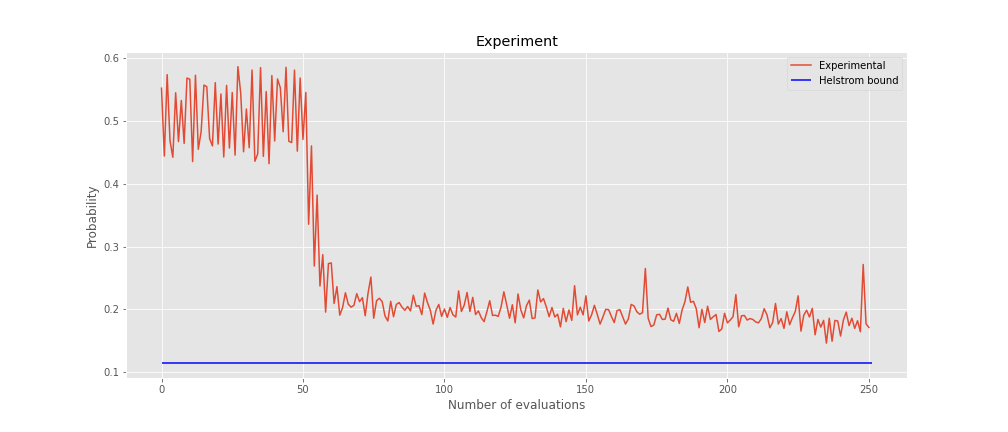 Experiment
Experimental
Helstrom bound
Probability
0.6
0.5
0.4
0.3
0.2
0.1
0 50 100 150 200 250
Number of evaluations